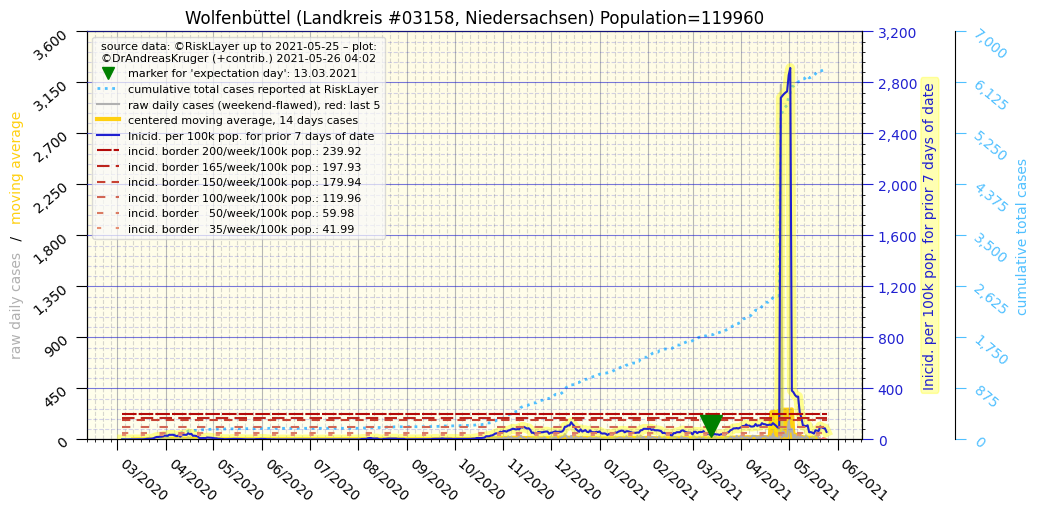 Wolfenbüttel (Landkreis #03158, Niedersachsen) Population=119960
source data: ©RiskLayer up to 2021-05-25 – plot:
©DrAndreasKruger (+contrib.) 2021-05-26 04:02
marker for 'expectation day': 13.03.2021
cumulative total cases reported at RiskLayer
raw daily cases (weekend-flawed), red: last 5
centered moving average, 14 days cases
Inicid. per 100k pop. for prior 7 days of date
incid. border 200/week/100k pop.: 239.92
incid. border 165/week/100k pop.: 197.93
incid. border 150/week/100k pop.: 179.94
incid. border 100/week/100k pop.: 119.96
incid. border   50/week/100k pop.: 59.98
incid. border   35/week/100k pop.: 41.99
raw daily cases / moving average
3,600
3,150
2,700
2,250
1,800
1,350
900
450
0
3,200
2,800
2,400
2,000
1,600
1,200
800
400
0
Inicid. per 100k pop. for prior 7 days of date
7,000
6,125
5,250
4,375
3,500
2,625
1,750
875
0
cumulative total cases
03/2020
04/2020
05/2020
06/2020
07/2020
08/2020
09/2020
10/2020
11/2020
12/2020
01/2021
02/2021
03/2021
04/2021
05/2021
06/2021